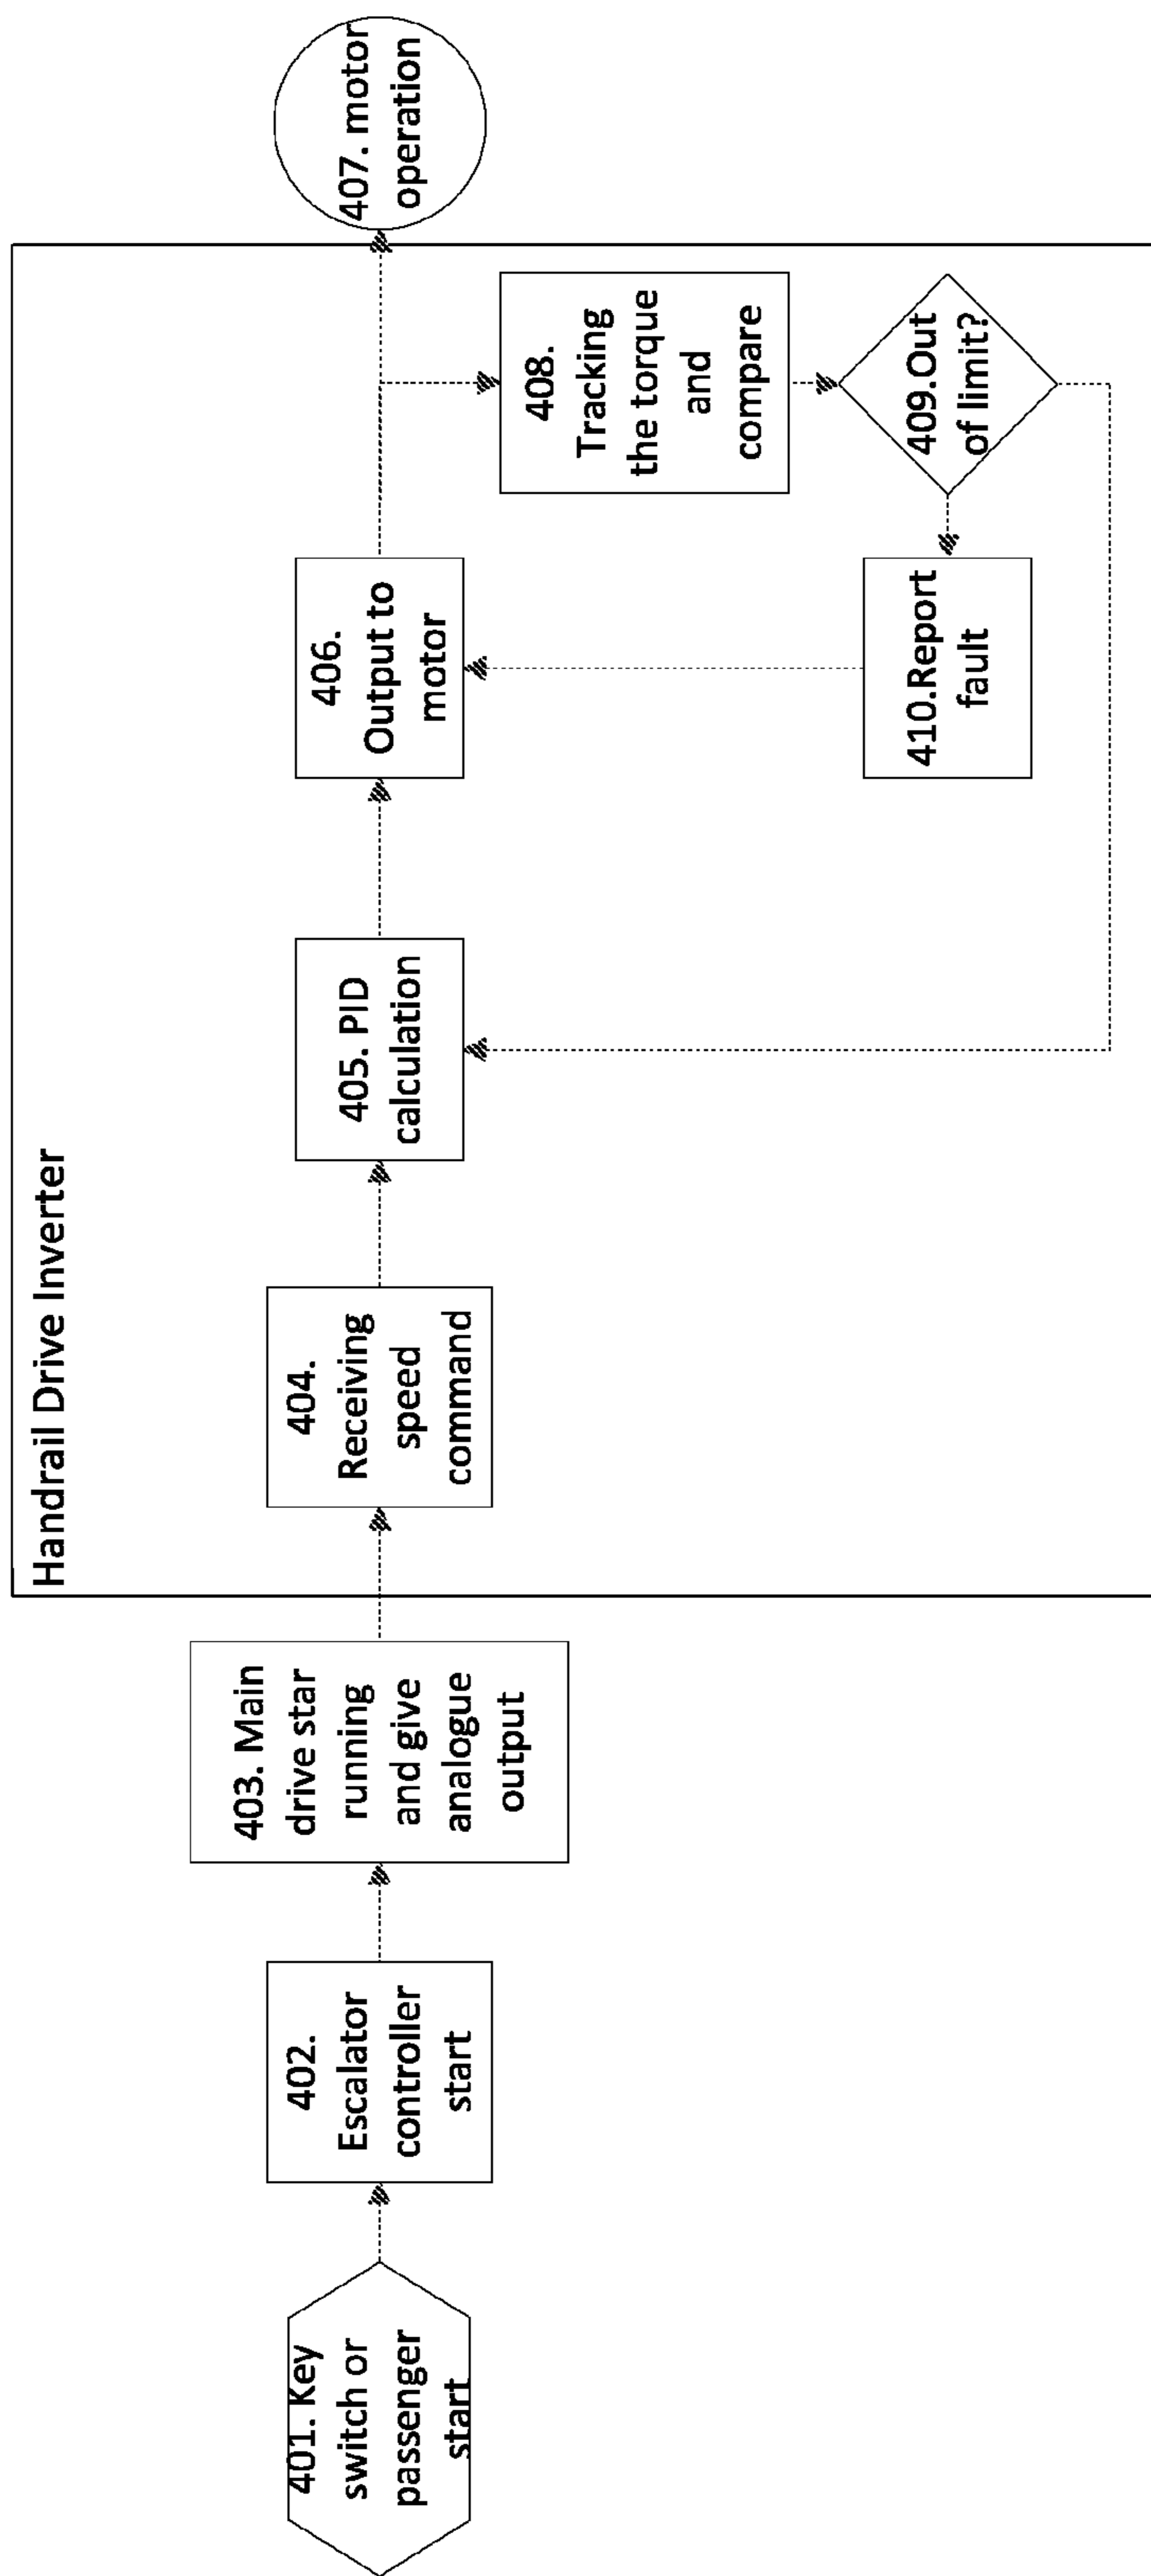 Handrail Drive Inverter
401. Key
switch or
passenger
start
402.
Escalator
controller
start
403. Main
drive star
running
and give
analogue
output
404.
Receiving
speed
command
405. PID
calculation
406.
Output to
motor
407. motor
operation
408.
Tracking
the torque
and
compare
409.Out
of limit?
410.Report
fault